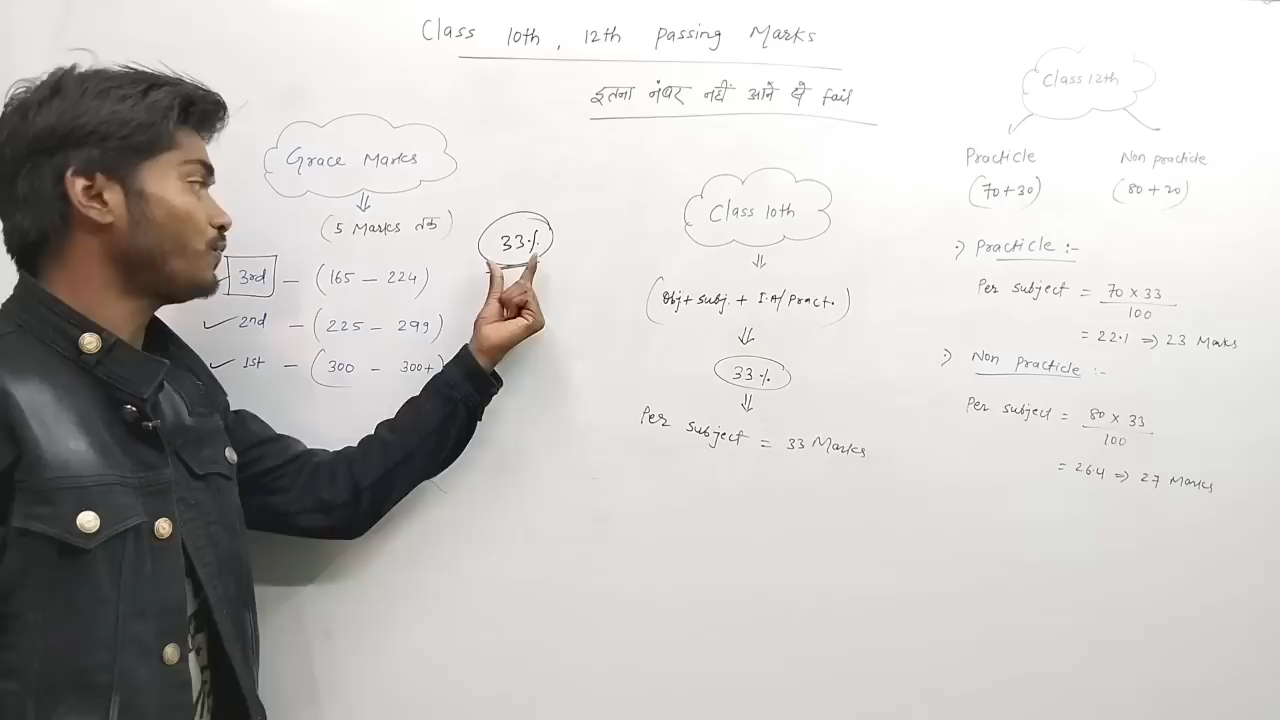 Class 10th, 12th Passing Marks
इतना नंबर नहीं आने पे fail
Grace Marks
(5 Marks तक)
3rd - (165 - 224)
2nd - (225 - 299)
1st - (300 - 300+)
33%
Class 10th
(Obj + subj. + I.A/Pract.)
33%
Per subject = 33 Marks
Class 12th
Practicle
(70+30)
Non practicle
(80+20)
Practicle :-
Per subject = 70 × 33
100
= 22.1 ⇒ 23 Marks
Non practicle :-
Per subject = 80 × 33
100
= 26.4 ⇒ 27 Marks